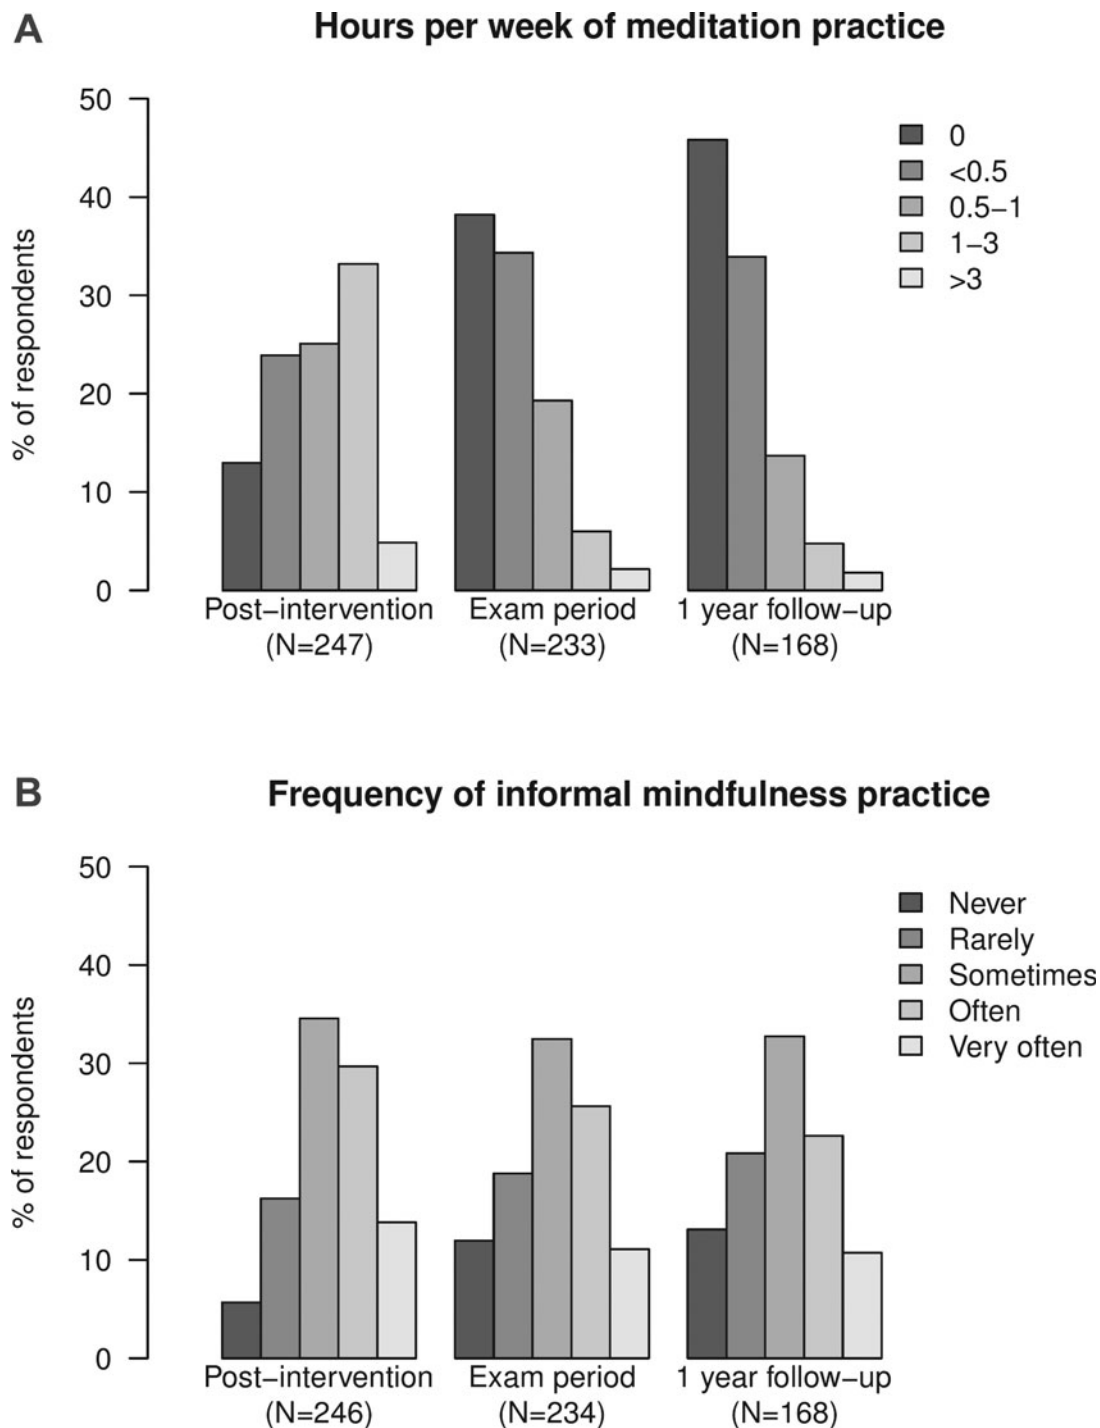 A
Hours per week of meditation practice
50
40
30
20
10
0
% of respondents
0
<0.5
0.5−1
1−3
>3
Post−intervention
(N=247)
Exam period
(N=233)
1 year follow−up
(N=168)
B
Frequency of informal mindfulness practice
50
40
30
20
10
0
% of respondents
Never
Rarely
Sometimes
Often
Very often
Post−intervention
(N=246)
Exam period
(N=234)
1 year follow−up
(N=168)